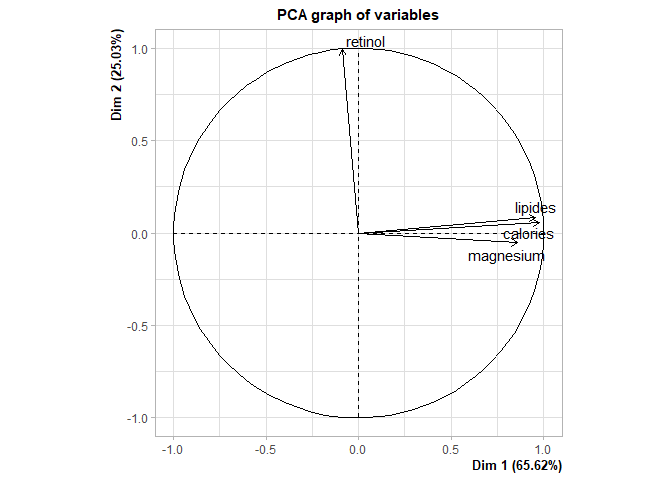 PCA graph of variables
Dim 2 (25.03%)
1.0
0.5
0.0
-0.5
-1.0
retinol
lipides
calories
magnesium
-1.0
-0.5
0.0
0.5
1.0
Dim 1 (65.62%)